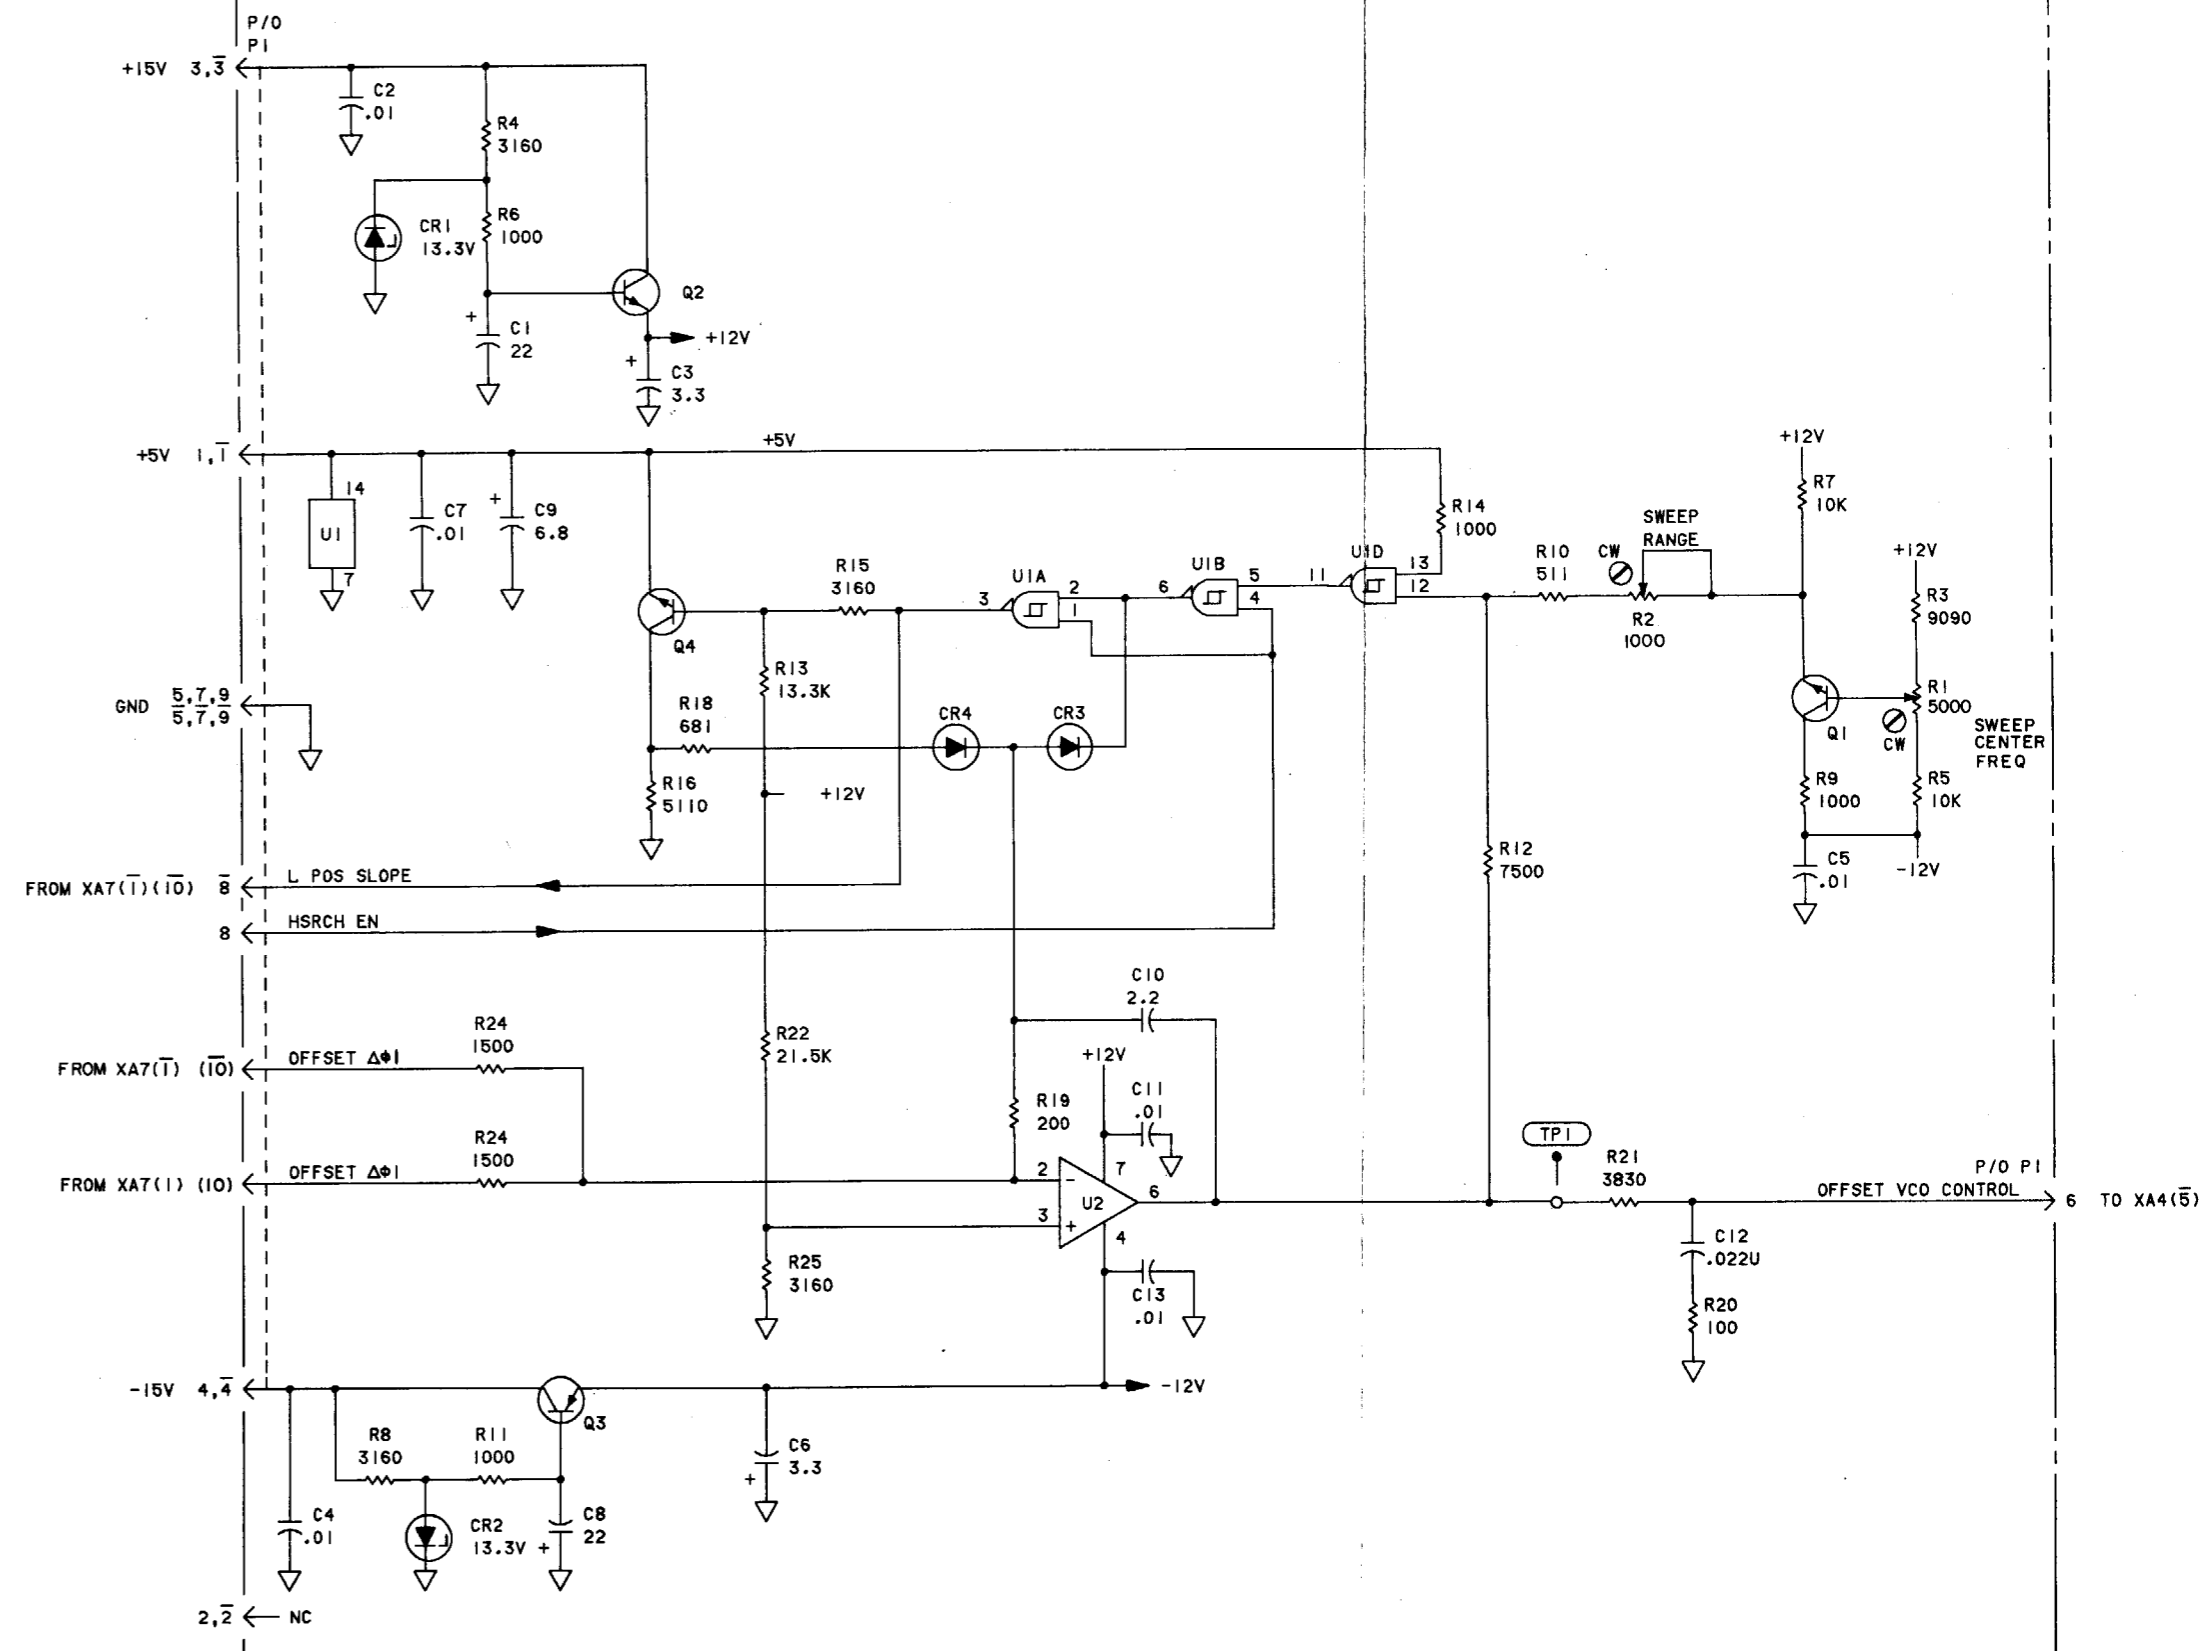 P/O
P1
+15V 3,3̅
C2
.01
R4
3160
CR1
13.3V
R6
1000
Q2
+
C1
22
+12V
+
C3
3.3
+5V 1,1̅
+5V
14
U1
7
C7
.01
+
C9
6.8
R14
1000
+12V
R7
10K
SWEEP
RANGE
CW
R10
511
R2
1000
+12V
R3
9090
R1
5000
SWEEP
CENTER
FREQ
CW
Q1
R5
10K
R9
1000
C5
.01
-12V
U1D
13
12
11
U1B
5
4
6
U1A
2
1
3
R15
3160
Q4
R13
13.3K
R18
681
CR4
CR3
R16
5110
+12V
GND 5,7,9
5̅,7̅,9̅
FROM XA7(1̅)(1̅0̅) 8̅
L POS SLOPE
8
HSRCH EN
R12
7500
C10
2.2
R22
21.5K
+12V
C11
.01
R19
200
R24
1500
FROM XA7(1̅) (1̅0̅)
OFFSET ΔΦ1
R24
1500
FROM XA7(1) (10)
OFFSET ΔΦ1
2
-
7
U2
6
3
+
4
R25
3160
C13
.01
TP1
R21
3830
P/O P1
OFFSET VCO CONTROL
6 TO XA4(5̅)
C12
.022U
R20
100
-15V 4,4̅
-12V
Q3
R8
3160
R11
1000
C6
3.3
+
C4
.01
CR2
13.3V
+
C8
22
2,2̅
NC